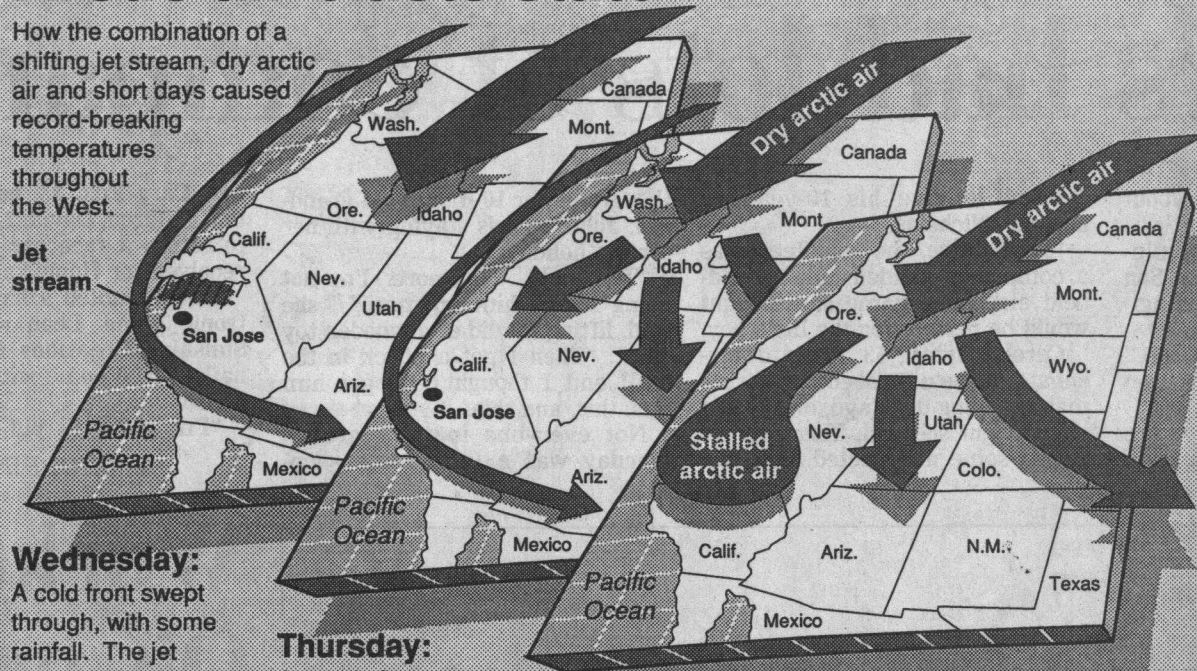 How the combination of a
shifting jet stream, dry arctic
air and short days caused
record-breaking
temperatures
throughout
the West.
Jet
stream
Canada
Wash.
Mont.
Ore.
Idaho
Calif.
Nev.
Utah
San Jose
Ariz.
Pacific
Ocean
Mexico
Wednesday:
A cold front swept
through, with some
rainfall. The jet
Dry arctic air
Canada
Wash.
Mont.
Ore.
Idaho
Nev.
Calif.
San Jose
Ariz.
Pacific
Ocean
Mexico
Thursday:
Dry arctic air
Canada
Mont.
Ore.
Idaho
Wyo.
Stalled
arctic air
Nev.
Utah
Colo.
Calif.
Ariz.
N.M.
Texas
Pacific
Ocean
Mexico